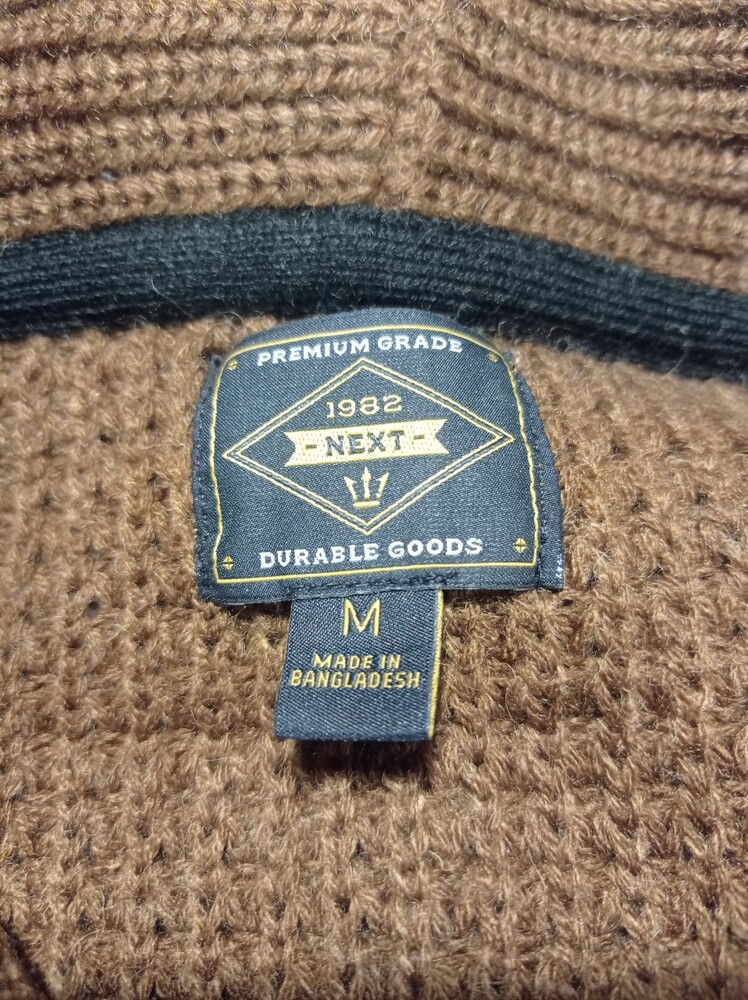 PREMIUM GRADE
1982
-NEXT-
DURABLE GOODS
M
MADE IN
BANGLADESH